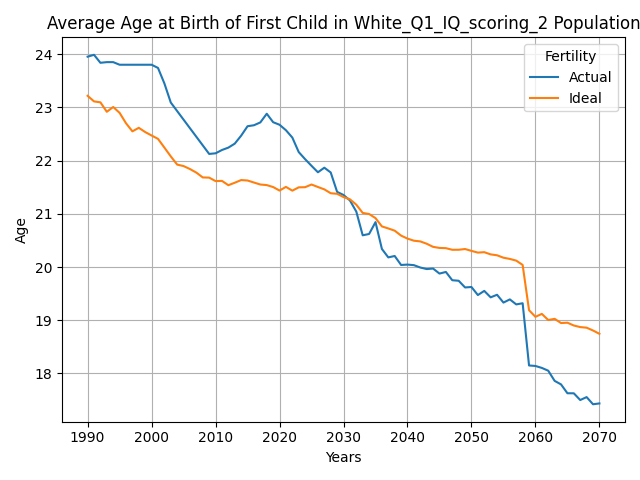 Average Age at Birth of First Child in White_Q1_IQ_scoring_2 Population
Fertility
Actual
Ideal
Age
24
23
22
21
20
19
18
1990 2000 2010 2020 2030 2040 2050 2060 2070
Years